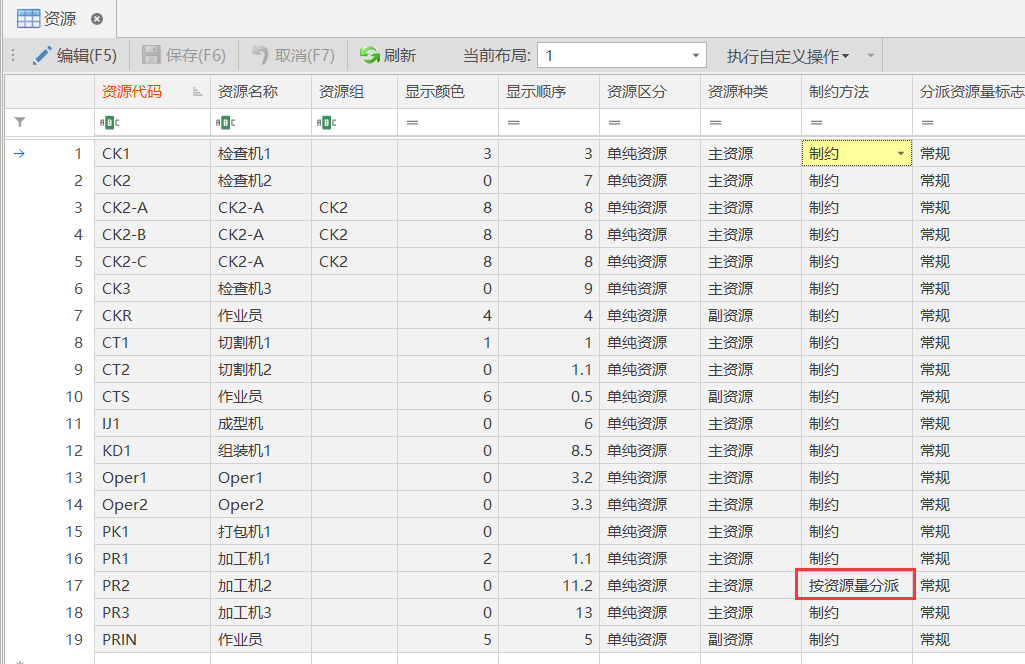 资源
编辑(F5) 保存(F6) 取消(F7) 刷新 当前布局: 1 执行自定义操作
资源代码 资源名称 资源组 显示颜色 显示顺序 资源区分 资源种类 制约方法 分派资源量标志
ABC ABC ABC = = = = = =
1 CK1 检查机1 3 3 单纯资源 主资源 制约 常规
2 CK2 检查机2 0 7 单纯资源 主资源 制约 常规
3 CK2-A CK2-A CK2 8 8 单纯资源 主资源 制约 常规
4 CK2-B CK2-A CK2 8 8 单纯资源 主资源 制约 常规
5 CK2-C CK2-A CK2 8 8 单纯资源 主资源 制约 常规
6 CK3 检查机3 0 9 单纯资源 主资源 制约 常规
7 CKR 作业员 4 4 单纯资源 副资源 制约 常规
8 CT1 切割机1 1 1 单纯资源 主资源 制约 常规
9 CT2 切割机2 0 1.1 单纯资源 主资源 制约 常规
10 CTS 作业员 6 0.5 单纯资源 副资源 制约 常规
11 IJ1 成型机 0 6 单纯资源 主资源 制约 常规
12 KD1 组装机1 0 8.5 单纯资源 主资源 制约 常规
13 Oper1 Oper1 0 3.2 单纯资源 主资源 制约 常规
14 Oper2 Oper2 0 3.3 单纯资源 主资源 制约 常规
15 PK1 打包机1 0 单纯资源 主资源 制约 常规
16 PR1 加工机1 2 1.1 单纯资源 主资源 制约 常规
17 PR2 加工机2 0 11.2 单纯资源 主资源 按资源量分派 常规
18 PR3 加工机3 0 13 单纯资源 主资源 制约 常规
19 PRIN 作业员 5 5 单纯资源 副资源 制约 常规